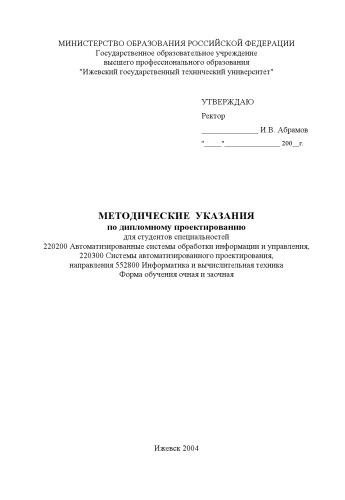 МИНИСТЕРСТВО ОБРАЗОВАНИЯ РОССИЙСКОЙ ФЕДЕРАЦИИ
Государственное образовательное учреждение
высшего профессионального образования
"Ижевский государственный технический университет"
УТВЕРЖДАЮ
Ректор
_______________ И.В. Абрамов
"_____"________________ 200__г.
МЕТОДИЧЕСКИЕ УКАЗАНИЯ
по дипломному проектированию
для студентов специальностей
220200 Автоматизированные системы обработки информации и управления,
220300 Системы автоматизированного проектирования,
направления 552800 Информатика и вычислительная техника
Форма обучения очная и заочная
Ижевск 2004